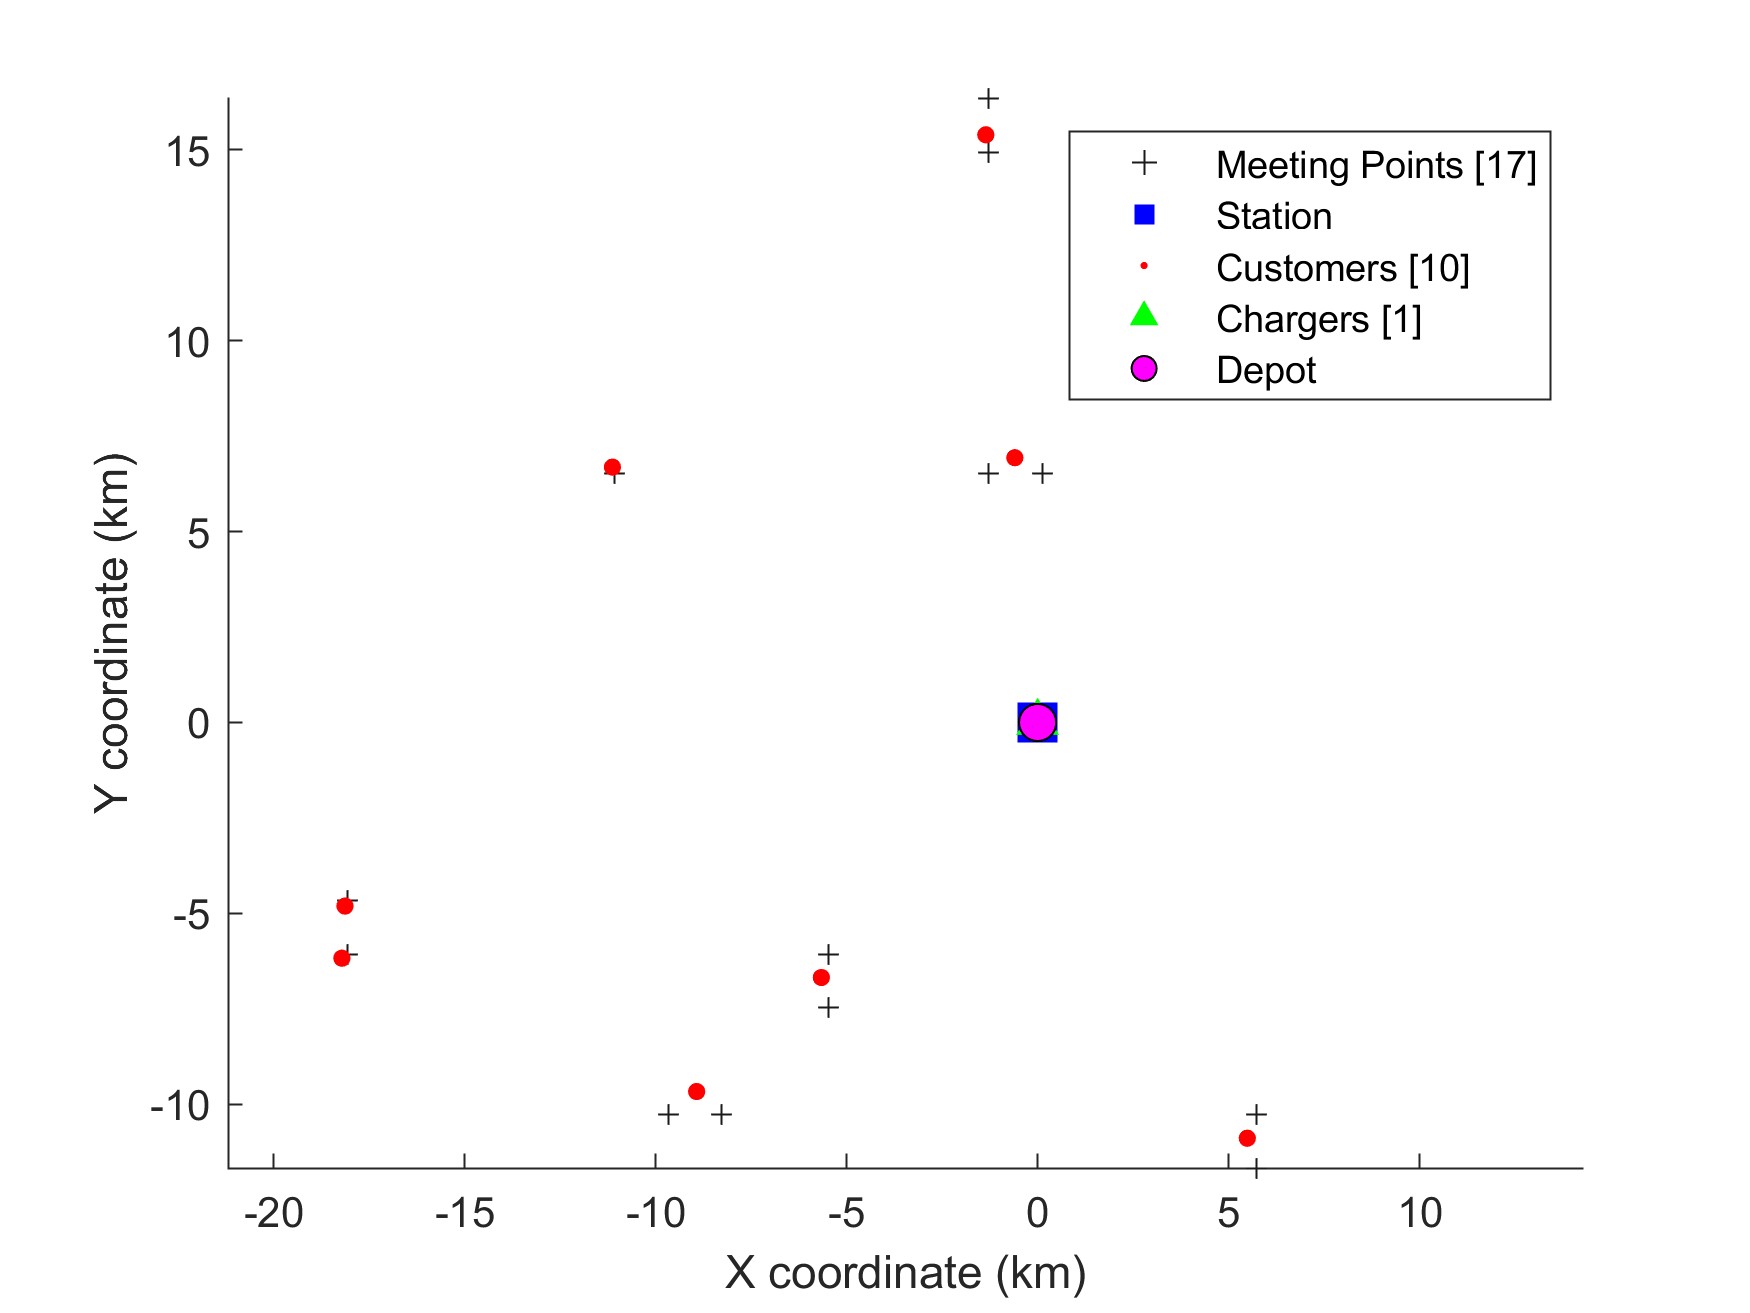 15
10
5
0
-5
-10
Y coordinate (km)
Meeting Points [17]
Station
Customers [10]
Chargers [1]
Depot
-20 -15 -10 -5 0 5 10
X coordinate (km)